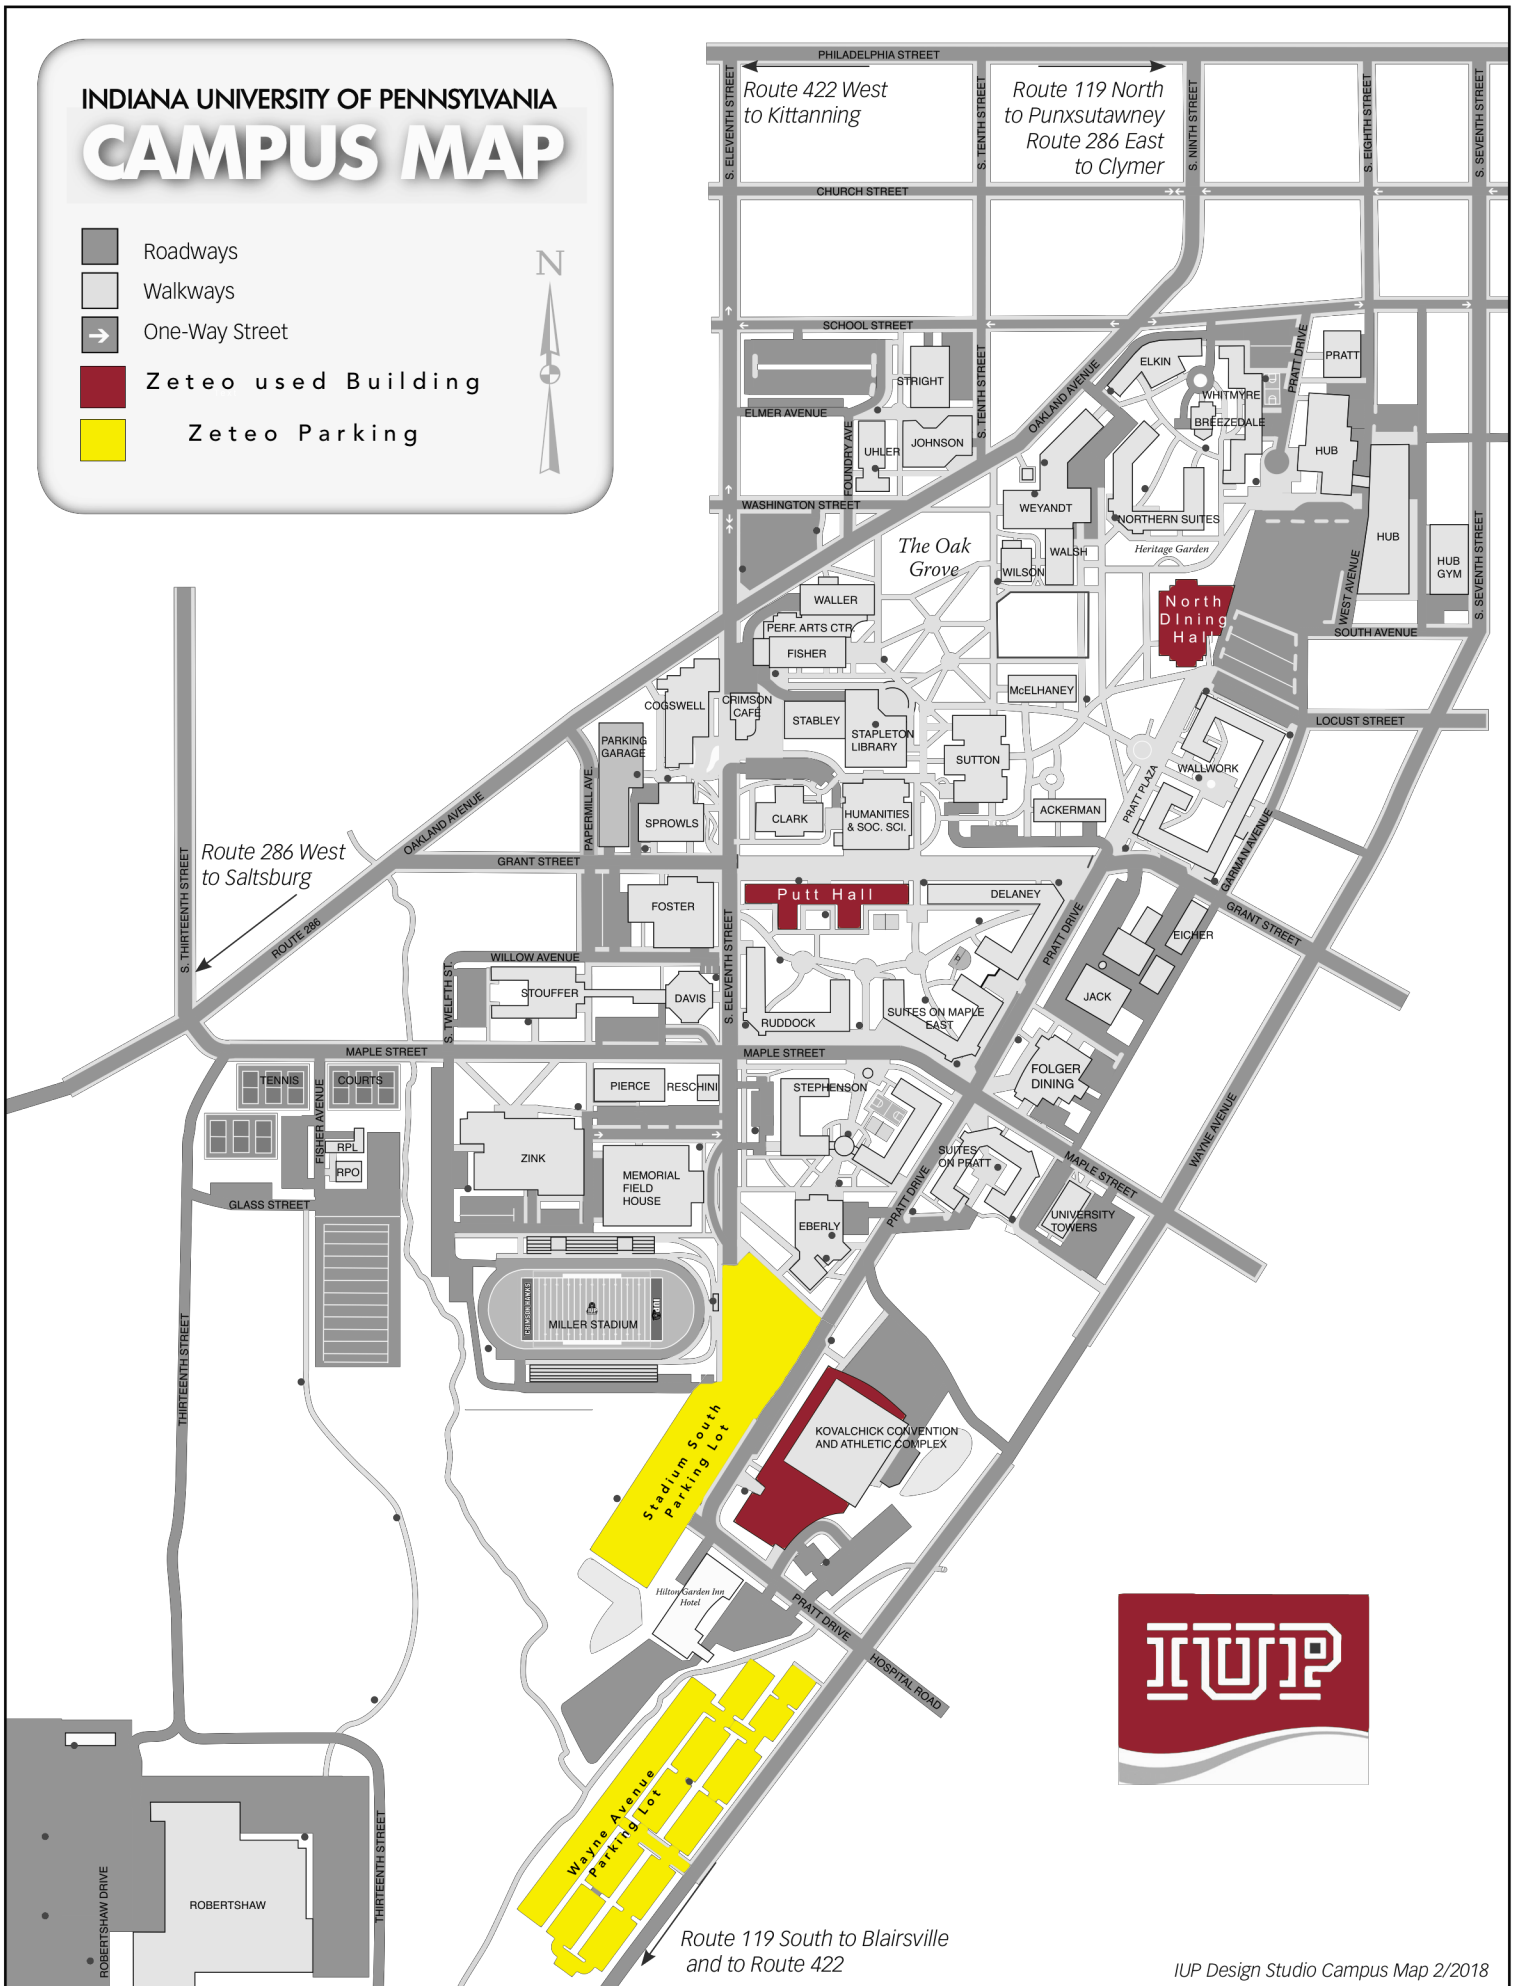 INDIANA UNIVERSITY OF PENNSYLVANIA
CAMPUS MAP
Roadways
Walkways
One-Way Street
Zeteo used Building
Zeteo Parking
N
PHILADELPHIA STREET
Route 422 West
to Kittanning
Route 119 North
to Punxsutawney
Route 286 East
to Clymer
S. ELEVENTH STREET
S. TENTH STREET
S. NINTH STREET
S. EIGHTH STREET
S. SEVENTH STREET
CHURCH STREET
SCHOOL STREET
STRIGHT
ELMER AVENUE
FOUNDRY AVE
UHLER
JOHNSON
S. TENTH STREET
OAKLAND AVENUE
ELKIN
WHITMYRE
BREEZEDALE
PRATT DRIVE
PRATT
HUB
HUB
HUB
GYM
S. SEVENTH STREET
WASHINGTON STREET
WEYANDT
NORTHERN SUITES
WALSH
WILSON
Heritage Garden
The Oak
Grove
WEST AVENUE
SOUTH AVENUE
North
DIning
Hall
WALLER
PERF. ARTS CTR.
FISHER
McELHANEY
COGSWELL
CRIMSON
CAFÉ
STABLEY
STAPLETON
LIBRARY
SUTTON
LOCUST STREET
PARKING
GARAGE
PAPERMILL AVE.
SPROWLS
CLARK
HUMANITIES
& SOC. SCI.
ACKERMAN
PRATT PLAZA
WALLWORK
GARMAN AVENUE
OAKLAND AVENUE
GRANT STREET
GRANT STREET
Route 286 West
to Saltsburg
S. THIRTEENTH STREET
ROUTE 286
FOSTER
Putt Hall
DELANEY
PRATT DRIVE
EICHER
JACK
WILLOW AVENUE
S. TWELFTH ST.
STOUFFER
DAVIS
S. ELEVENTH STREET
RUDDOCK
SUITES ON MAPLE
EAST
MAPLE STREET
MAPLE STREET
FOLGER
DINING
TENNIS
COURTS
FISHER AVENUE
RPL
RPO
GLASS STREET
PIERCE
RESCHINI
STEPHENSON
ZINK
MEMORIAL
FIELD
HOUSE
SUITES
ON PRATT
MAPLE STREET
WAYNE AVENUE
PRATT DRIVE
EBERLY
UNIVERSITY
TOWERS
CRIMSON HAWKS
IUP
MILLER STADIUM
THIRTEENTH STREET
Stadium South
Parking Lot
KOVALCHICK CONVENTION
AND ATHLETIC COMPLEX
Hilton Garden Inn
Hotel
PRATT DRIVE
HOSPITAL ROAD
IUP
Wayne Avenue
Parking Lot
THIRTEENTH STREET
ROBERTSHAW DRIVE
ROBERTSHAW
Route 119 South to Blairsville
and to Route 422
IUP Design Studio Campus Map 2/2018